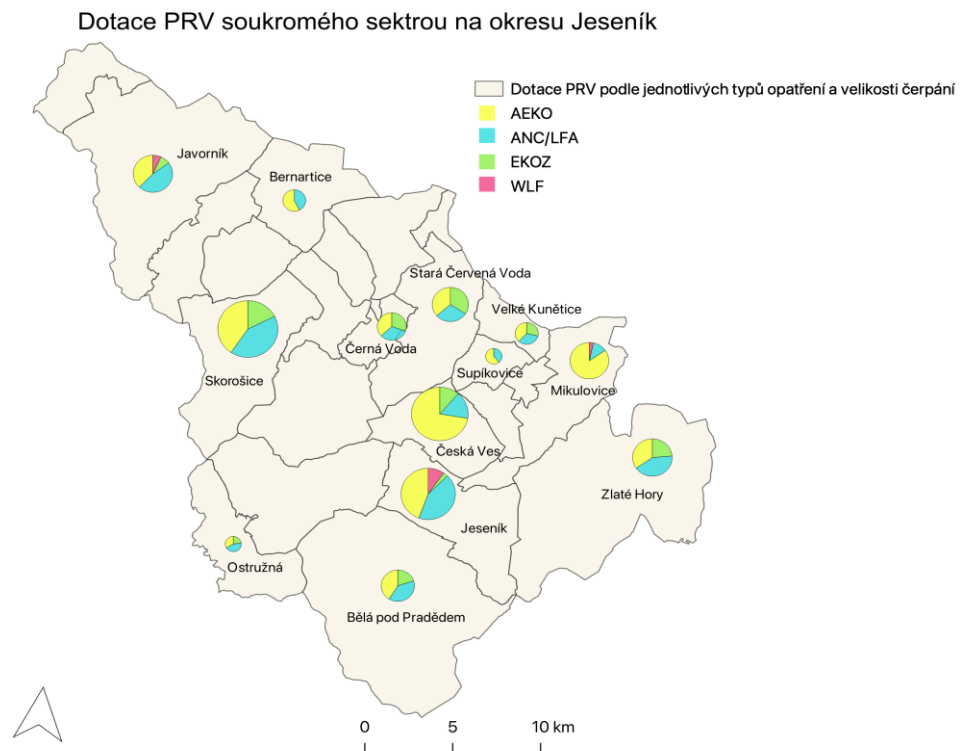 Dotace PRV soukromého sektrou na okresu Jeseník
Dotace PRV podle jednotlivých typů opatření a velikosti čerpání
AEKO
ANC/LFA
EKOZ
WLF
Javorník
Bernartice
Stará Červená Voda
Velké Kunětice
Černá Voda
Supíkovice
Skorošice
Mikulovice
Česká Ves
Zlaté Hory
Jeseník
Ostružná
Bělá pod Pradědem
0 5 10 km